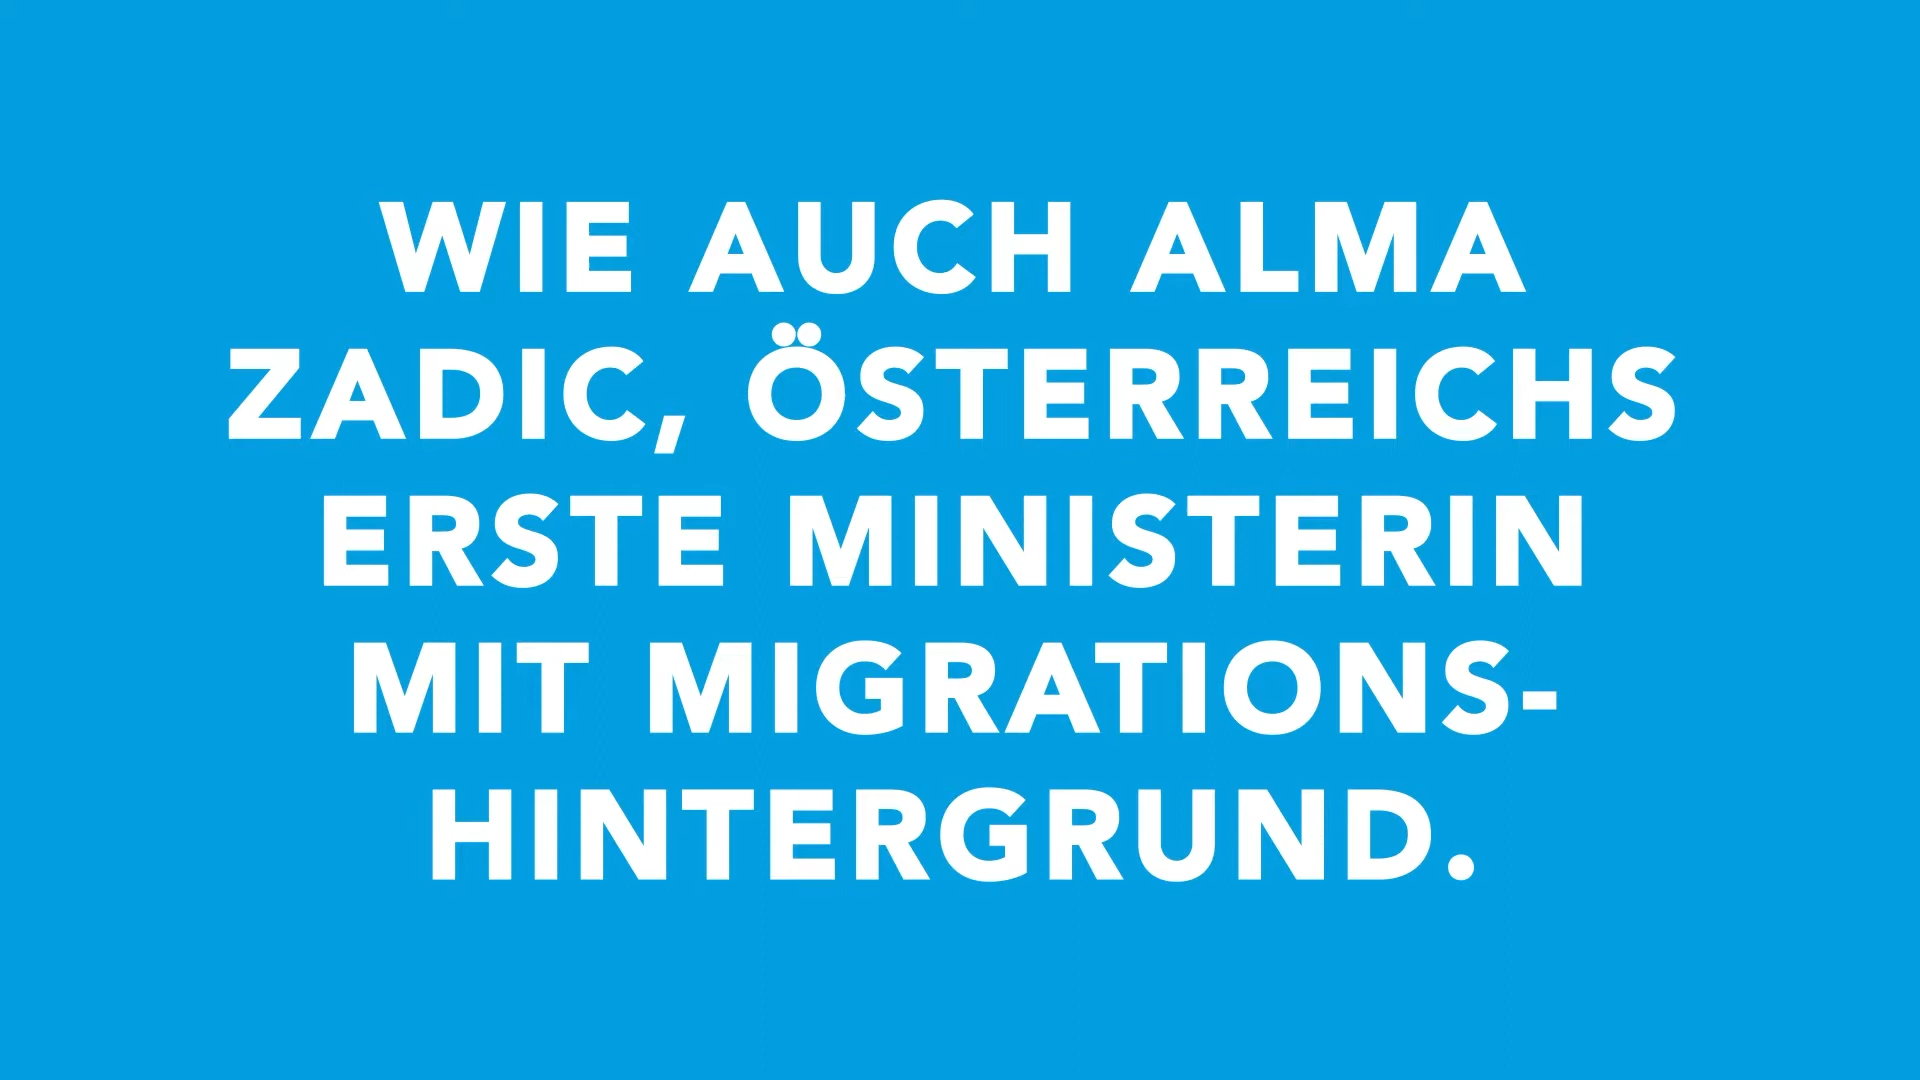 WIE AUCH ALMA
ZADIC, ÖSTERREICHS
ERSTE MINISTERIN
MIT MIGRATIONS-
HINTERGRUND.